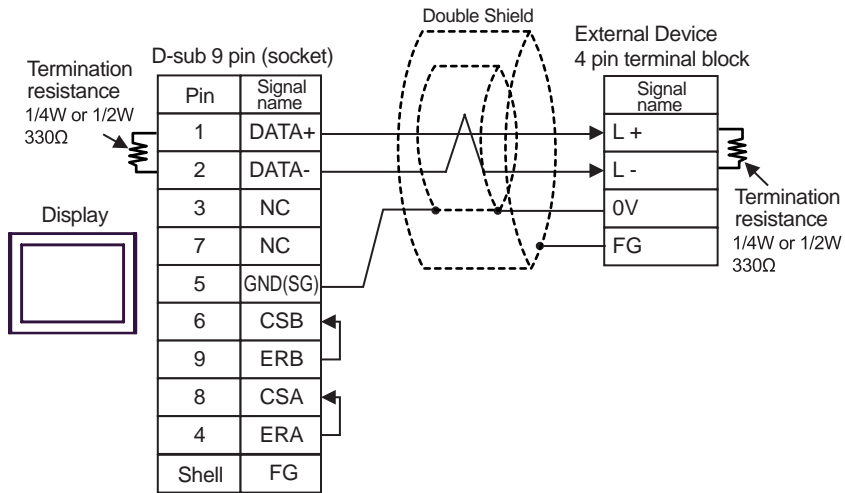 Double Shield
D-sub 9 pin (socket)
External Device
4 pin terminal block
Termination
resistance
1/4W or 1/2W
330Ω
Display
Pin Signal name
1 DATA+
2 DATA-
3 NC
7 NC
5 GND(SG)
6 CSB
9 ERB
8 CSA
4 ERA
Shell FG
Signal name
L +
L -
0V
FG
Termination
resistance
1/4W or 1/2W
330Ω